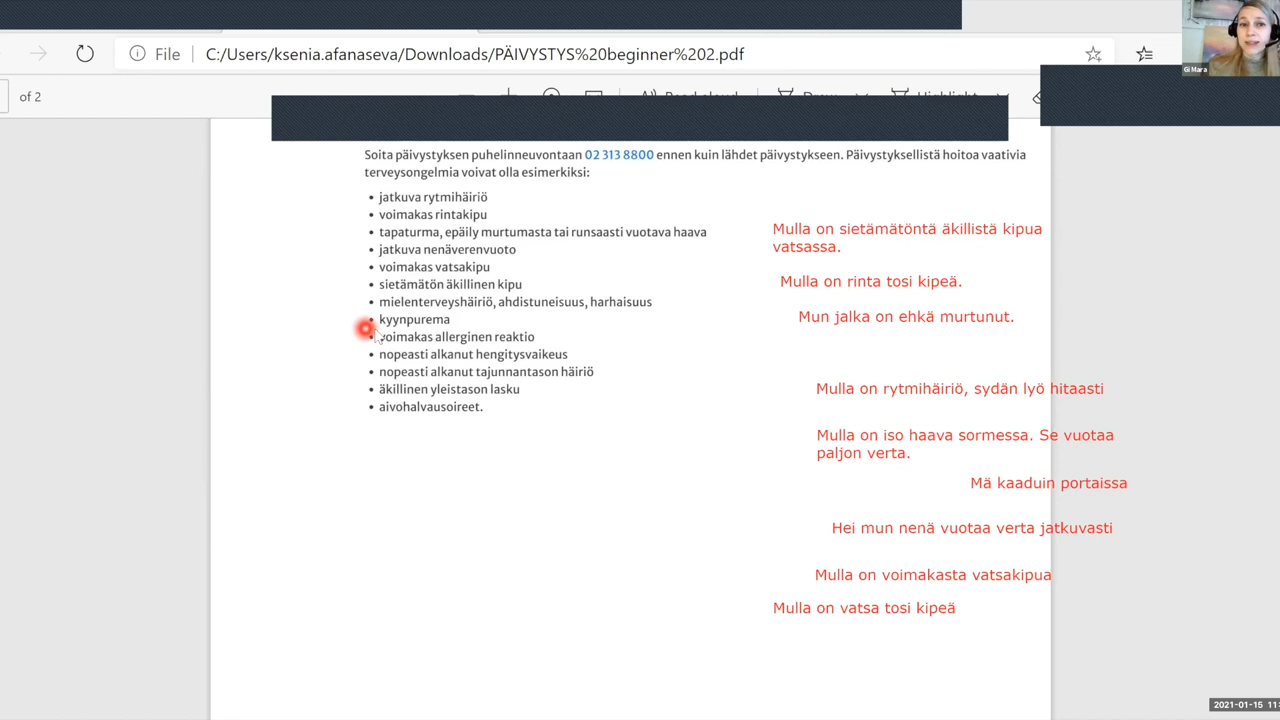 Gi Mara
File
C:/Users/ksenia.afanaseva/Downloads/PÄIVYSTYS%20beginner%202.pdf
of 2
Read aloud
Draw
Highlight
Soita päivystyksen puhelinneuvontaan 02 313 8800 ennen kuin lähdet päivystykseen. Päivystyksellistä hoitoa vaativia
terveysongelmia voivat olla esimerkiksi:
• jatkuva rytmihäiriö
• voimakas rintakipu
• tapaturma, epäily murtumasta tai runsaasti vuotava haava
• jatkuva nenäverenvuoto
• voimakas vatsakipu
• sietämätön äkillinen kipu
• mielenterveyshäiriö, ahdistuneisuus, harhaisuus
• kyynpurema
• voimakas allerginen reaktio
• nopeasti alkanut hengitysvaikeus
• nopeasti alkanut tajunnantason häiriö
• äkillinen yleistason lasku
• aivohalvausoireet.
Mulla on sietämätöntä äkillistä kipua
vatsassa.
Mulla on rinta tosi kipeä.
Mun jalka on ehkä murtunut.
Mulla on rytmihäiriö, sydän lyö hitaasti
Mulla on iso haava sormessa. Se vuotaa
paljon verta.
Mä kaaduin portaissa
Hei mun nenä vuotaa verta jatkuvasti
Mulla on voimakasta vatsakipua
Mulla on vatsa tosi kipeä
2021-01-15